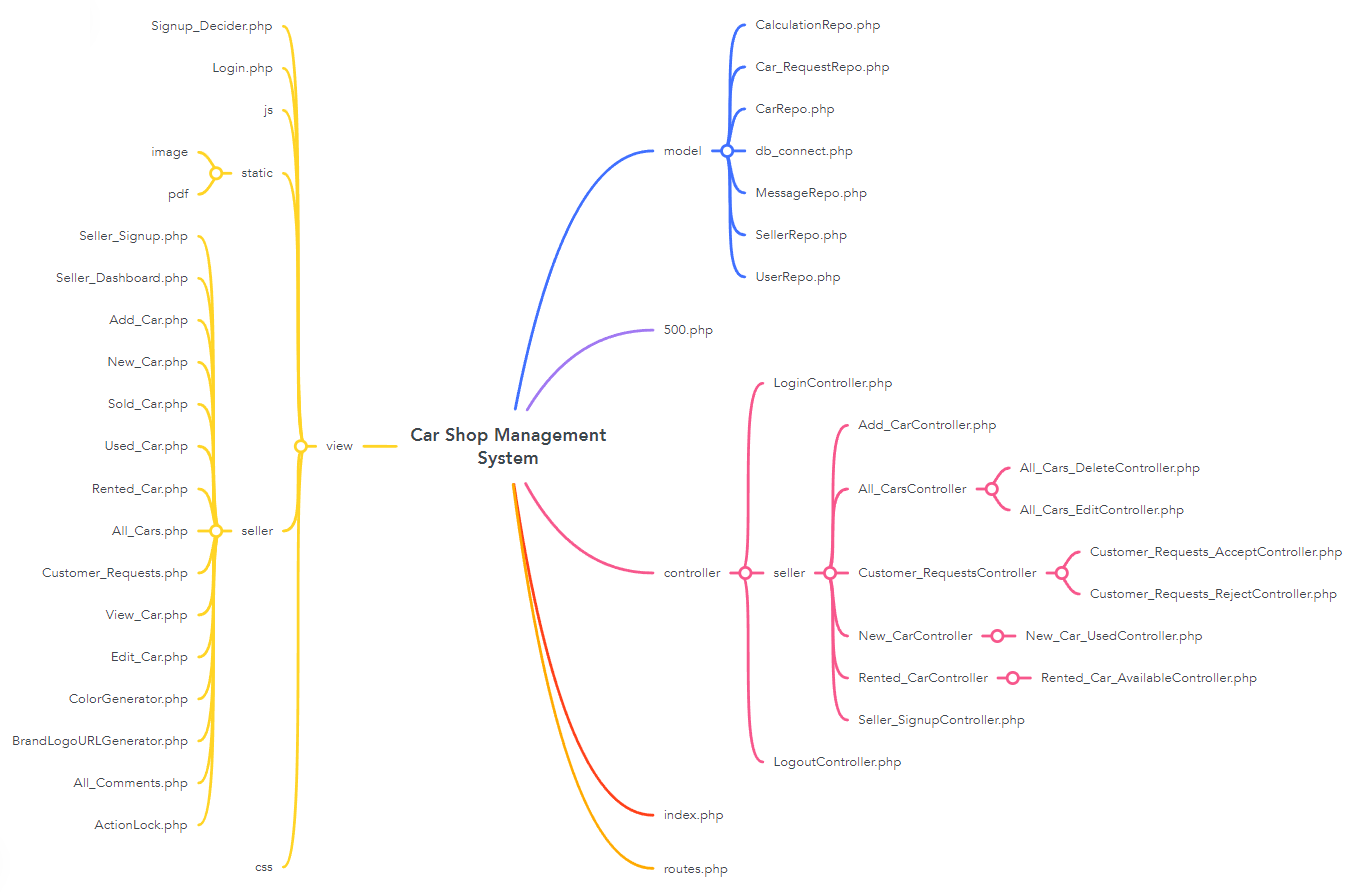 Signup_Decider.php
Login.php
js
image
pdf
static
Seller_Signup.php
Seller_Dashboard.php
Add_Car.php
New_Car.php
Sold_Car.php
Used_Car.php
Rented_Car.php
All_Cars.php
Customer_Requests.php
View_Car.php
Edit_Car.php
ColorGenerator.php
BrandLogoURLGenerator.php
All_Comments.php
ActionLock.php
seller
css
view
Car Shop Management
System
model
CalculationRepo.php
Car_RequestRepo.php
CarRepo.php
db_connect.php
MessageRepo.php
SellerRepo.php
UserRepo.php
500.php
controller
LoginController.php
seller
Add_CarController.php
All_CarsController
All_Cars_DeleteController.php
All_Cars_EditController.php
Customer_RequestsController
Customer_Requests_AcceptController.php
Customer_Requests_RejectController.php
New_CarController
New_Car_UsedController.php
Rented_CarController
Rented_Car_AvailableController.php
Seller_SignupController.php
LogoutController.php
index.php
routes.php